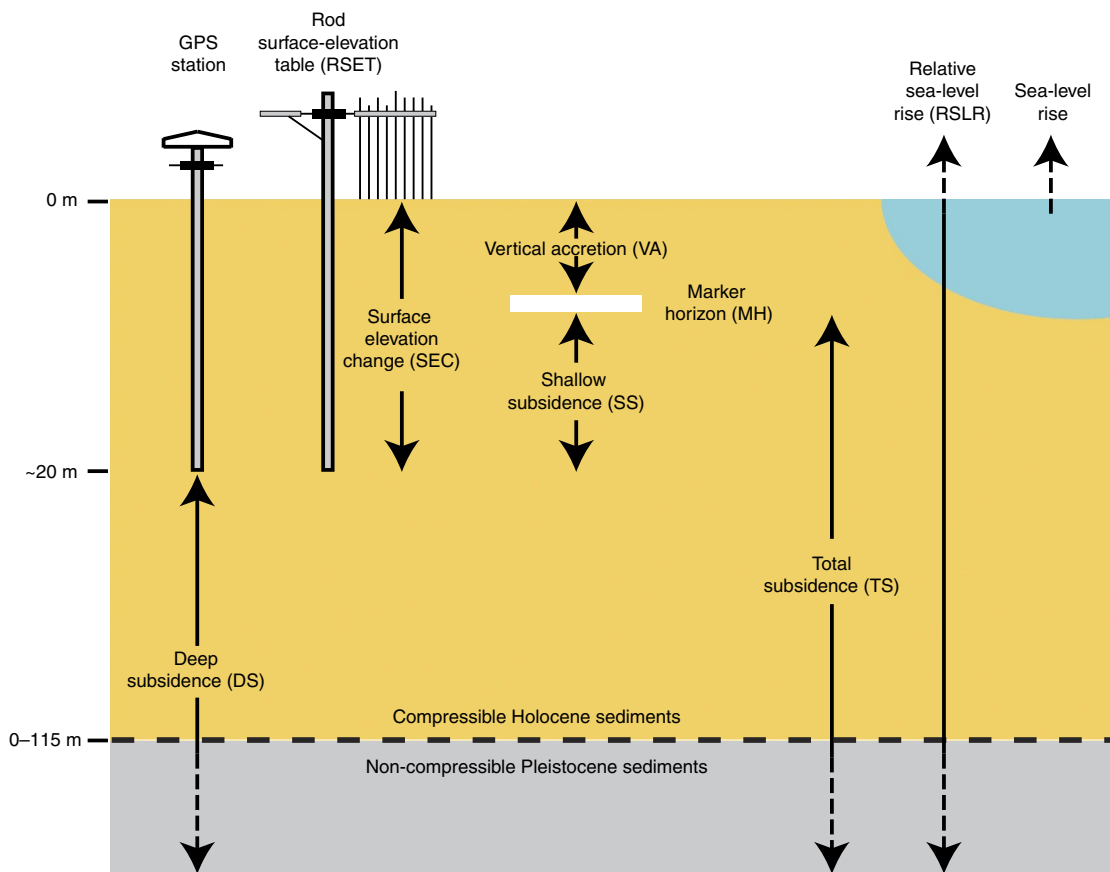 GPS
station
Rod
surface-elevation
table (RSET)
Relative
sea-level
rise (RSLR)
Sea-level
rise
0 m
Vertical accretion (VA)
Marker
horizon (MH)
Surface
elevation
change (SEC)
Shallow
subsidence (SS)
~20 m
Total
subsidence (TS)
Deep
subsidence (DS)
Compressible Holocene sediments
0–115 m
Non-compressible Pleistocene sediments